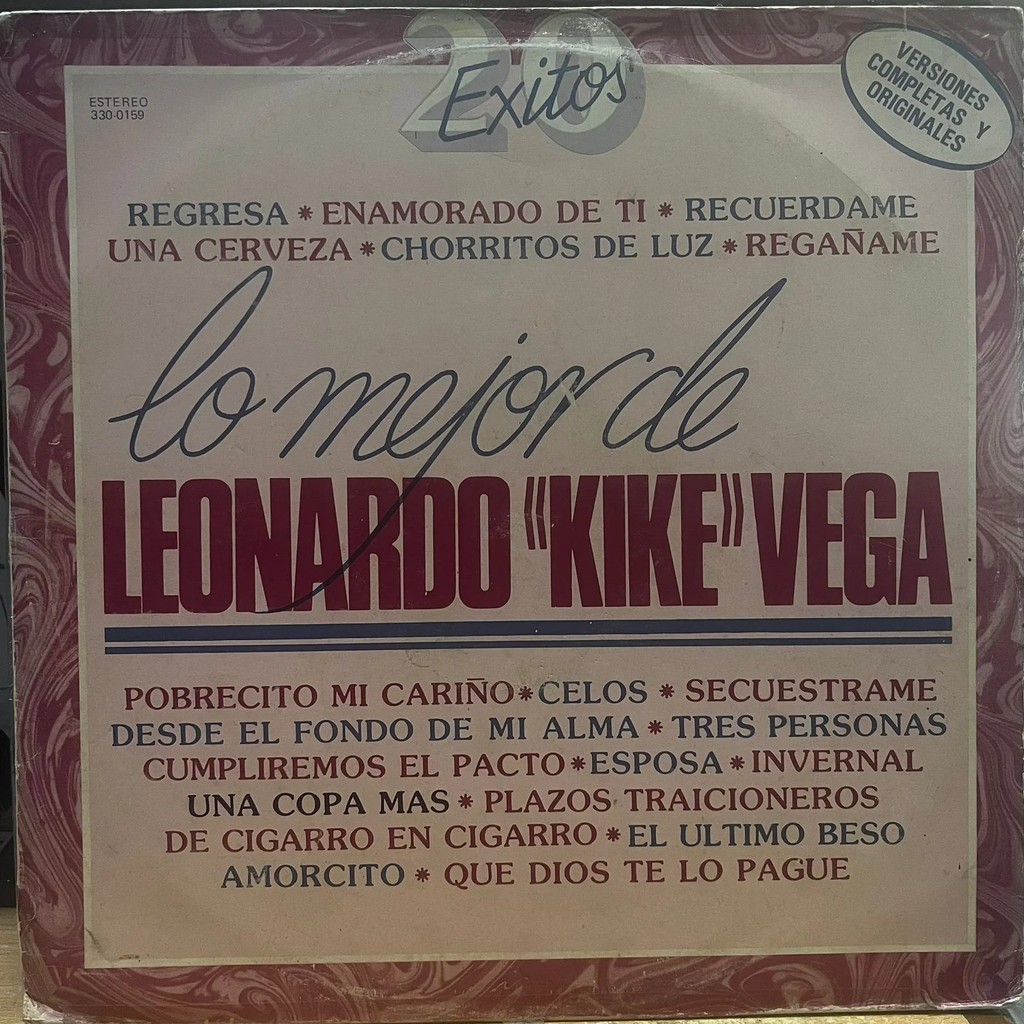 20
Exitos
VERSIONES
COMPLETAS Y
ORIGINALES
ESTEREO
330-0159
REGRESA * ENAMORADO DE TI * RECUERDAME
UNA CERVEZA * CHORRITOS DE LUZ * REGAÑAME
lo mejor de
LEONARDO "KIKE" VEGA
POBRECITO MI CARIÑO * CELOS * SECUESTRAME
DESDE EL FONDO DE MI ALMA * TRES PERSONAS
CUMPLIREMOS EL PACTO * ESPOSA * INVERNAL
UNA COPA MAS * PLAZOS TRAICIONEROS
DE CIGARRO EN CIGARRO * EL ULTIMO BESO
AMORCITO * QUE DIOS TE LO PAGUE